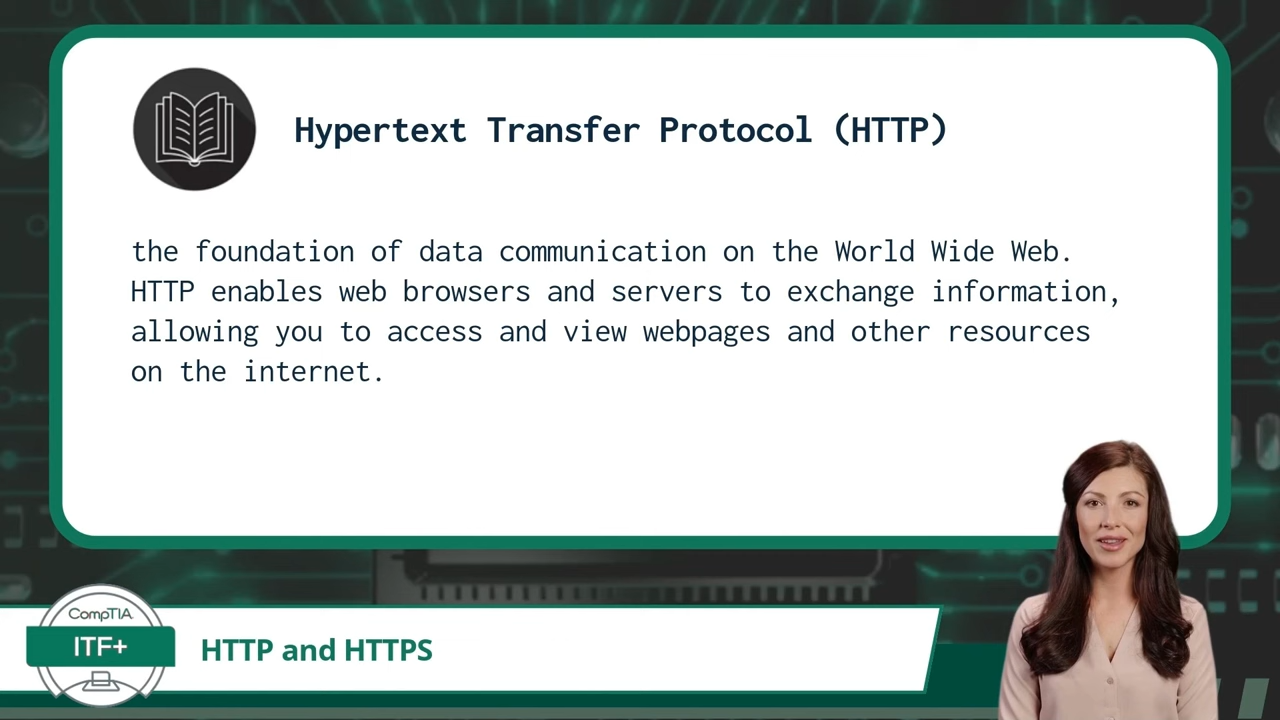 Hypertext Transfer Protocol (HTTP)
the foundation of data communication on the World Wide Web.
HTTP enables web browsers and servers to exchange information,
allowing you to access and view webpages and other resources
on the internet.
CompTIA.
ITF+
HTTP and HTTPS